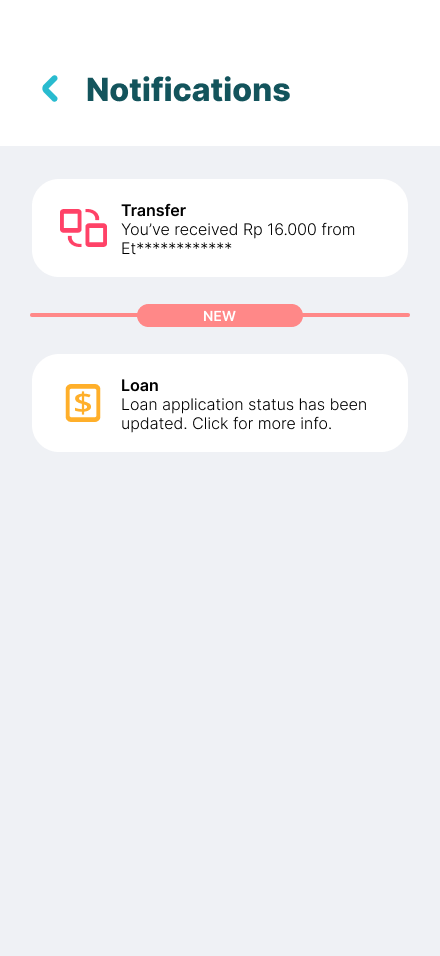 Notifications
Transfer
You’ve received Rp 16.000 from
Et************
NEW
Loan
Loan application status has been
updated. Click for more info.